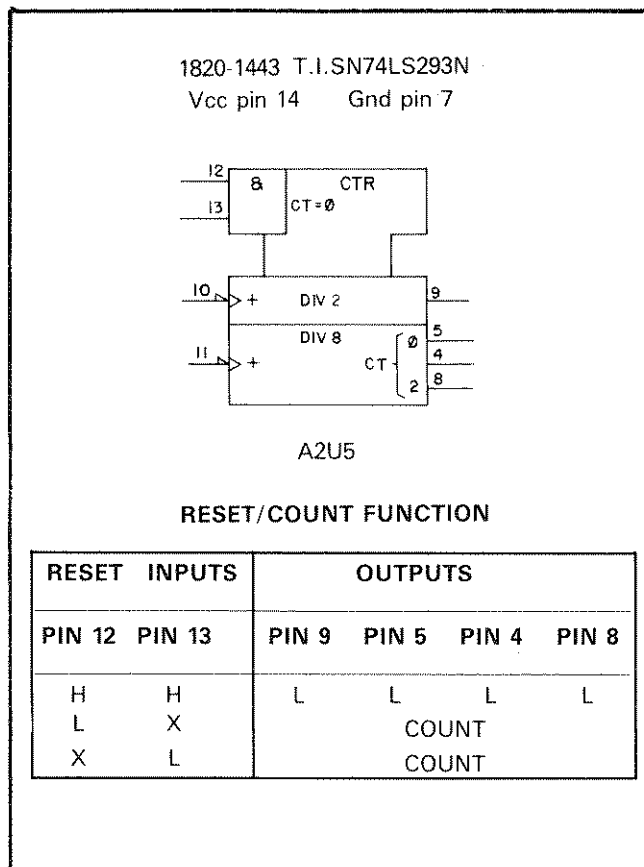 1820-1443 T.I.SN74LS293N
Vcc pin 14 Gnd pin 7
12
&
CTR
13
CT=Ø
10
+
DIV 2
9
DIV 8
11
+
CT
Ø
5
4
2
8
A2U5
RESET/COUNT FUNCTION
RESET INPUTS OUTPUTS
PIN 12 PIN 13 PIN 9 PIN 5 PIN 4 PIN 8
H H L L L L
L X COUNT
X L COUNT